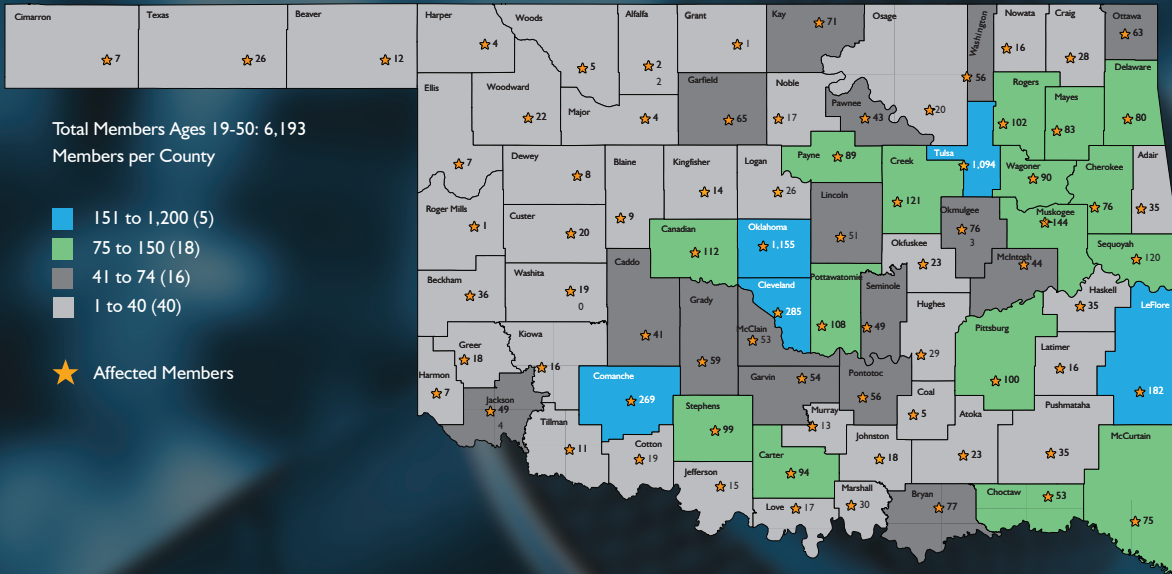 Cimarron
7
Texas
26
Beaver
12
Harper
4
Woods
5
Alfalfa
2
2
Grant
1
Kay
71
Osage
20
Washington
56
Nowata
16
Craig
28
Ottawa
63
Delaware
80
Ellis
7
Woodward
22
Major
4
Garfield
65
Noble
17
Pawnee
43
Rogers
102
Mayes
83
Total Members Ages 19-50: 6,193
Members per County
151 to 1,200 (5)
75 to 150 (18)
41 to 74 (16)
1 to 40 (40)
Affected Members
Dewey
8
Blaine
9
Kingfisher
14
Logan
26
Payne
89
Creek
121
Tulsa
1,094
Wagoner
90
Cherokee
76
Adair
35
Roger Mills
1
Custer
20
Canadian
112
Oklahoma
1,155
Lincoln
51
Okmulgee
76
3
Muskogee
144
Sequoyah
120
Okfuskee
23
McIntosh
44
Beckham
36
Washita
19
0
Caddo
41
Grady
59
Cleveland
285
Pottawatomie
108
Seminole
49
Hughes
29
Haskell
35
LeFlore
182
McClain
53
Pittsburg
100
Latimer
16
Greer
18
Kiowa
16
Harmon
7
Jackson
49
4
Comanche
269
Garvin
54
Pontotoc
56
Coal
5
Atoka
23
Pushmataha
35
Tillman
11
Cotton
19
Stephens
99
Murray
13
Johnston
18
McCurtain
75
Carter
94
Jefferson
15
Love
17
Marshall
30
Bryan
77
Choctaw
53